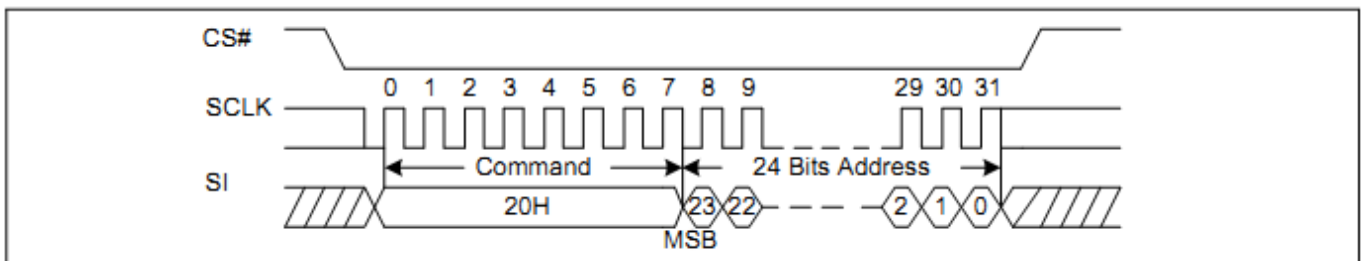 CS#
0 1 2 3 4 5 6 7 8 9 29 30 31
SCLK
Command 24 Bits Address
SI
20H 23 22 2 1 0
MSB